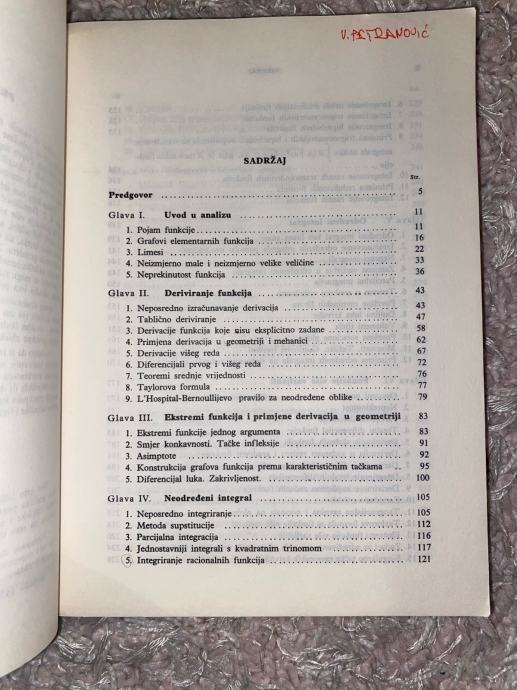 V. PETRANOVIĆ
SADRŽAJ
Str.
Predgovor 5
Glava I. Uvod u analizu 11
1. Pojam funkcije 11
2. Grafovi elementarnih funkcija 16
3. Limesi 22
4. Neizmjerno male i neizmjerno velike veličine 33
5. Neprekinutost funkcija 36
Glava II. Deriviranje funkcija 43
1. Neposredno izračunavanje derivacija 43
2. Tablično deriviranje 47
3. Derivacije funkcija koje nisu eksplicitno zadane 58
4. Primjena derivacija u geometriji i mehanici 62
5. Derivacije višeg reda 67
6. Diferencijali prvog i višeg reda 72
7. Teoremi srednje vrijednosti 76
8. Taylorova formula 77
9. L'Hospital-Bernoullijevo pravilo za neodređene oblike 79
Glava III. Ekstremi funkcija i primjene derivacija u geometriji 83
1. Ekstremi funkcije jednog argumenta 83
2. Smjer konkavnosti. Tačke infleksije 91
3. Asimptote 92
4. Konstrukcija grafova funkcija prema karakterističnim tačkama 95
5. Diferencijal luka. Zakrivljenost. 100
Glava IV. Neodređeni integral 105
1. Neposredno integriranje 105
2. Metoda supstitucije 112
3. Parcijalna integracija 116
4. Jednostavniji integrali s kvadratnim trinomom 117
5. Integriranje racionalnih funkcija 121